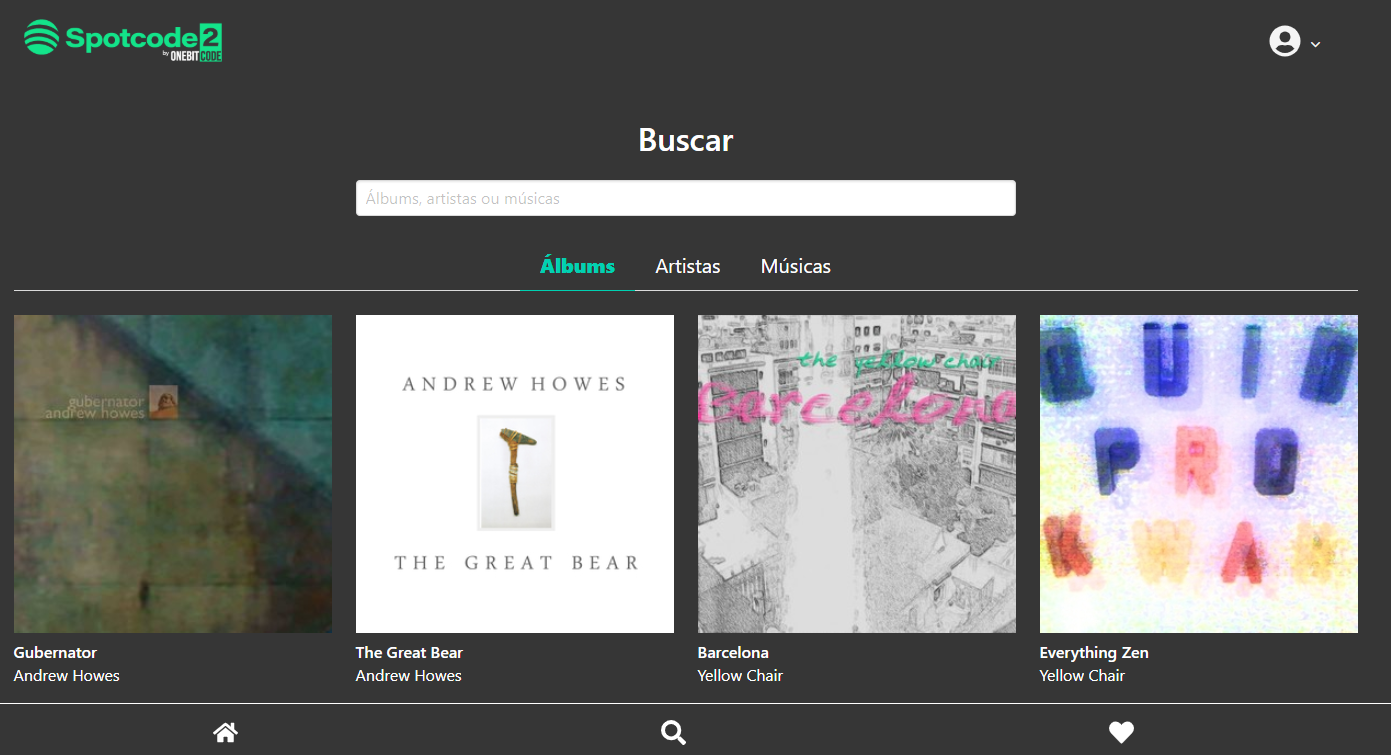 Spotcode2
by ONEBITCODE
Buscar
Álbums, artistas ou músicas
Álbums
Artistas
Músicas
gubernator
andrew howes
ANDREW HOWES
THE GREAT BEAR
the yellow chair
Barcelona
QUID
PRO
KWAN
Gubernator
Andrew Howes
The Great Bear
Andrew Howes
Barcelona
Yellow Chair
Everything Zen
Yellow Chair